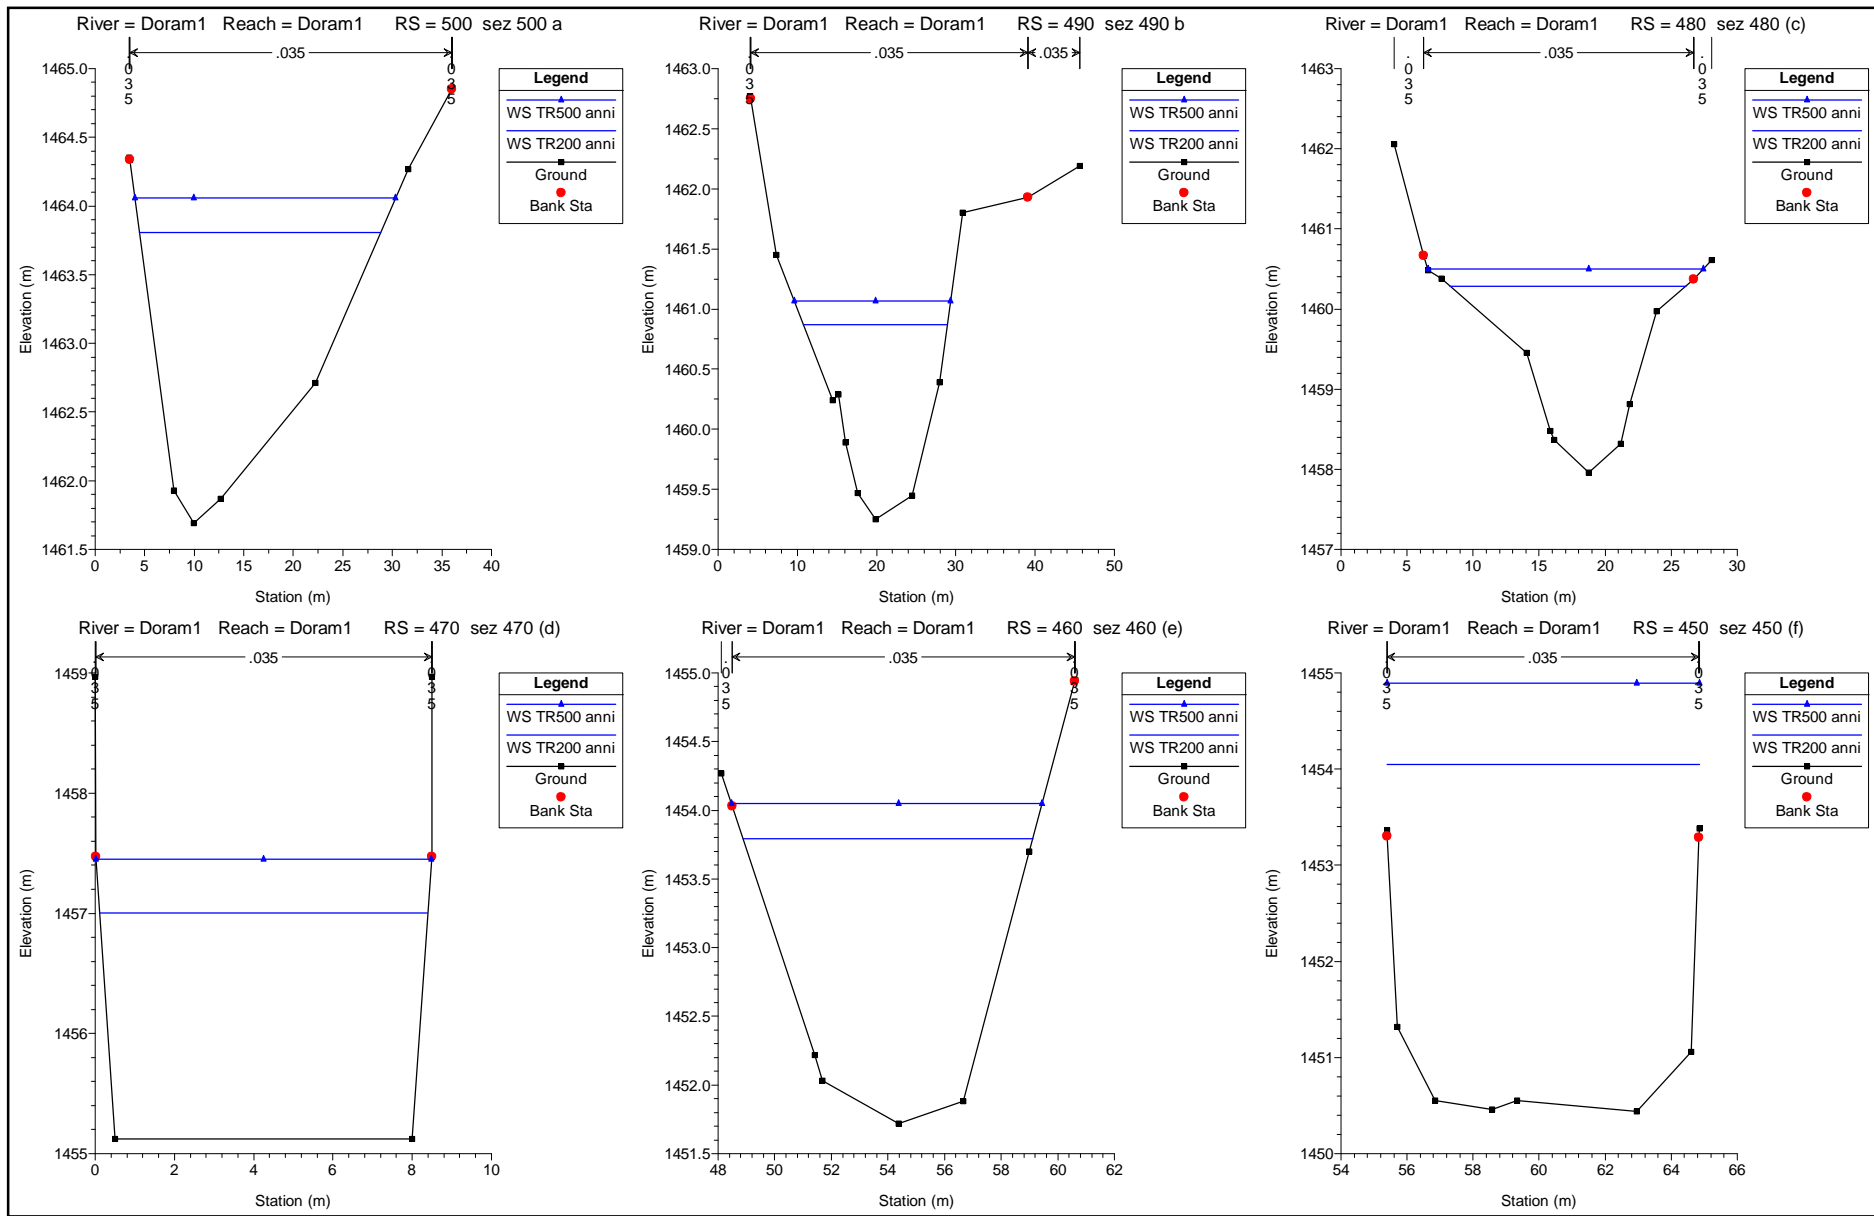 River = Doram1 Reach = Doram1 RS = 500 sez 500 a
.035
.035
.035
Legend
WS TR500 anni
WS TR200 anni
Ground
Bank Sta
1465.0
1464.5
1464.0
1463.5
1463.0
1462.5
1462.0
1461.5
Elevation (m)
0 5 10 15 20 25 30 35 40
Station (m)
River = Doram1 Reach = Doram1 RS = 490 sez 490 b
.035
.035
.035
Legend
WS TR500 anni
WS TR200 anni
Ground
Bank Sta
1463.0
1462.5
1462.0
1461.5
1461.0
1460.5
1460.0
1459.5
1459.0
Elevation (m)
0 10 20 30 40 50
Station (m)
River = Doram1 Reach = Doram1 RS = 480 sez 480 (c)
.035
.035
.035
Legend
WS TR500 anni
WS TR200 anni
Ground
Bank Sta
1463
1462
1461
1460
1459
1458
1457
Elevation (m)
0 5 10 15 20 25 30
Station (m)
River = Doram1 Reach = Doram1 RS = 470 sez 470 (d)
.035
.035
.035
Legend
WS TR500 anni
WS TR200 anni
Ground
Bank Sta
1459
1458
1457
1456
1455
Elevation (m)
0 2 4 6 8 10
Station (m)
River = Doram1 Reach = Doram1 RS = 460 sez 460 (e)
.035
.035
.035
Legend
WS TR500 anni
WS TR200 anni
Ground
Bank Sta
1455.0
1454.5
1454.0
1453.5
1453.0
1452.5
1452.0
1451.5
Elevation (m)
48 50 52 54 56 58 60 62
Station (m)
River = Doram1 Reach = Doram1 RS = 450 sez 450 (f)
.035
.035
.035
Legend
WS TR500 anni
WS TR200 anni
Ground
Bank Sta
1455
1454
1453
1452
1451
1450
Elevation (m)
54 56 58 60 62 64 66
Station (m)